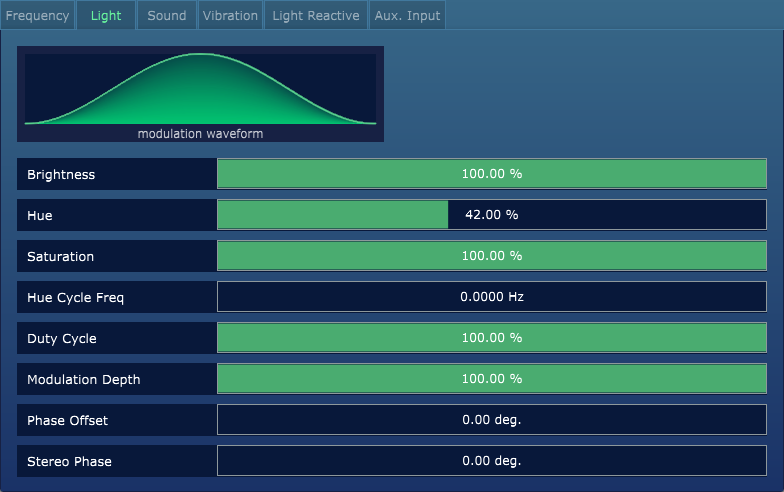 Frequency Light Sound Vibration Light Reactive Aux. Input
modulation waveform
Brightness 100.00 %
Hue 42.00 %
Saturation 100.00 %
Hue Cycle Freq 0.0000 Hz
Duty Cycle 100.00 %
Modulation Depth 100.00 %
Phase Offset 0.00 deg.
Stereo Phase 0.00 deg.